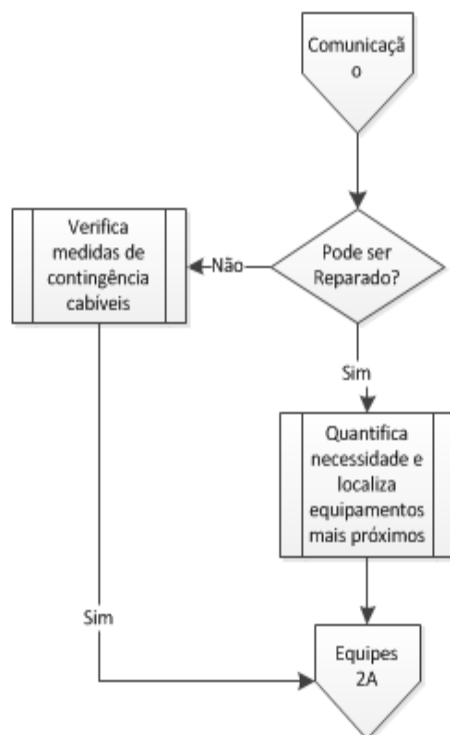 Comunicaçã
o
Verifica
medidas de
contingência
cabíveis
Não
Pode ser
Reparado?
Sim
Quantifica
necessidade e
localiza
equipamentos
mais próximos
Sim
Equipes
2A